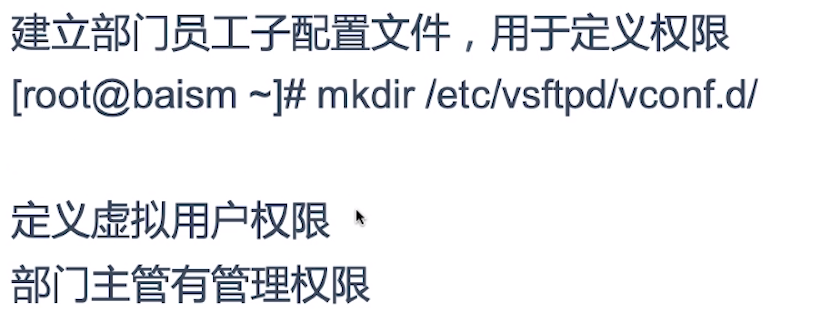 建立部门员工子配置文件，用于定义权限
[root@baism ~]# mkdir /etc/vsftpd/vconf.d/
定义虚拟用户权限
部门主管有管理权限